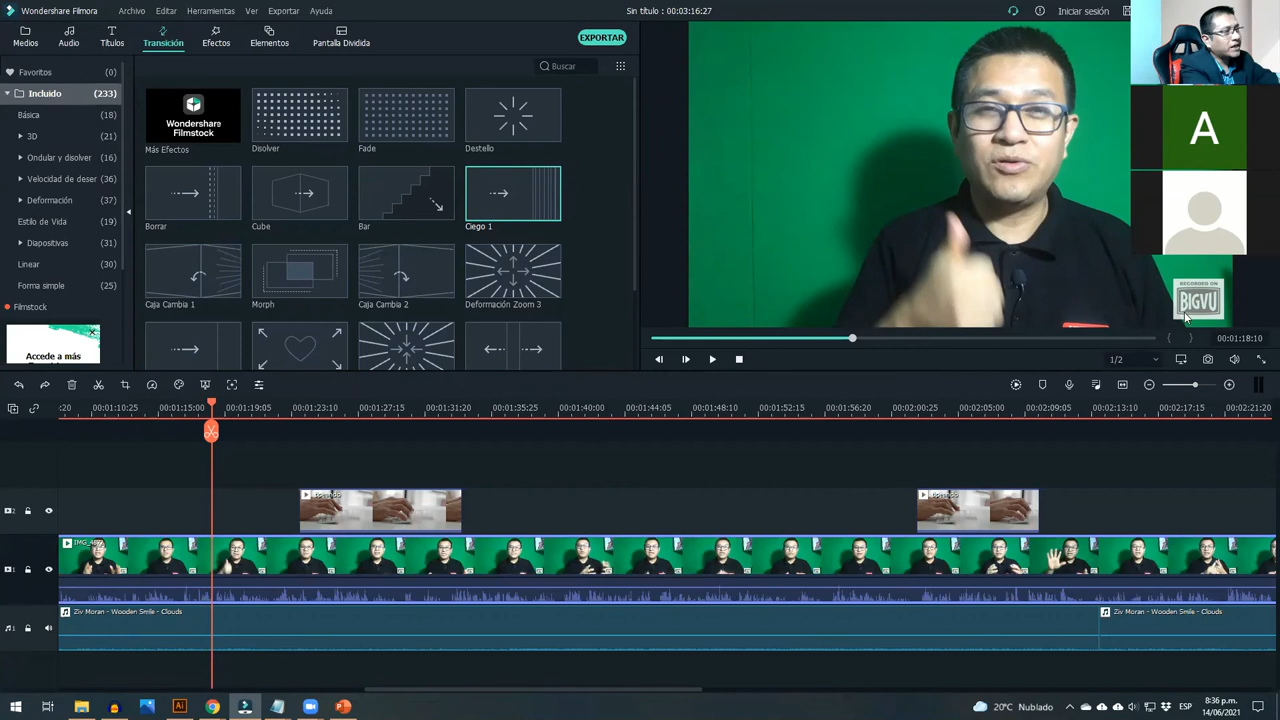 Wondershare Filmora
Archivo
Editar
Herramientas
Ver
Exportar
Ayuda
Sin título : 00:03:16:27
Iniciar sesión
Medios
Audio
Títulos
Transición
Efectos
Elementos
Pantalla Dividida
EXPORTAR
Favoritos (0)
Incluido (233)
Básica (18)
3D (21)
Ondular y disolver (16)
Velocidad de deser (36)
Deformación (37)
Estilo de Vida (19)
Diapositivas (31)
Linear (30)
Forma simple (25)
Filmstock
Accede a más
Buscar
Wondershare
Filmstock
Más Efectos
Disolver
Fade
Destello
Borrar
Cube
Bar
Ciego 1
Caja Cambia 1
Morph
Caja Cambia 2
Deformación Zoom 3
A
RECORDED ON
BIGVU
00:01:18:10
1/2
:20
00:01:10:25
00:01:15:00
00:01:19:05
00:01:23:10
00:01:27:15
00:01:31:20
00:01:35:25
00:01:40:00
00:01:44:05
00:01:48:10
00:01:52:15
00:01:56:20
00:02:00:25
00:02:05:00
00:02:09:05
00:02:13:10
00:02:17:15
00:02:21:20
2
1
1
Ziv Moran - Wooden Smile - Clouds
Ziv Moran - Wooden Smile - Clouds
Ai
20°C Nublado
ESP
8:36 p.m.
14/06/2021